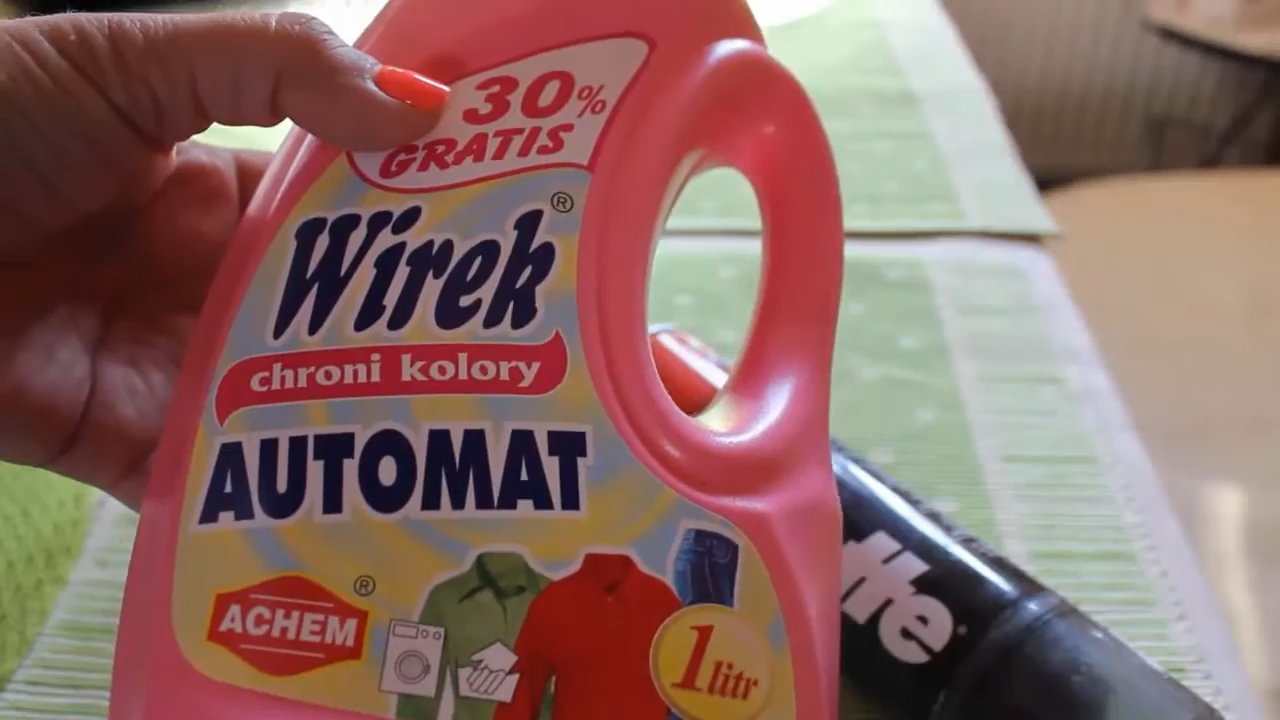 30%
GRATIS
Wirek®
chroni kolory
AUTOMAT
ACHEM®
1 litr